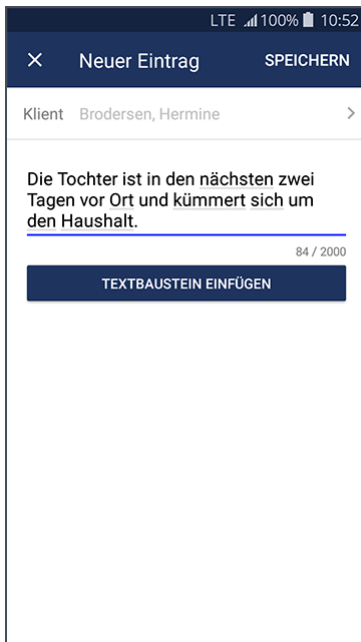 LTE 100% 10:52
Neuer Eintrag SPEICHERN
Klient Brodersen, Hermine
Die Tochter ist in den nächsten zwei
Tagen vor Ort und kümmert sich um
den Haushalt.
84 / 2000
TEXTBAUSTEIN EINFÜGEN